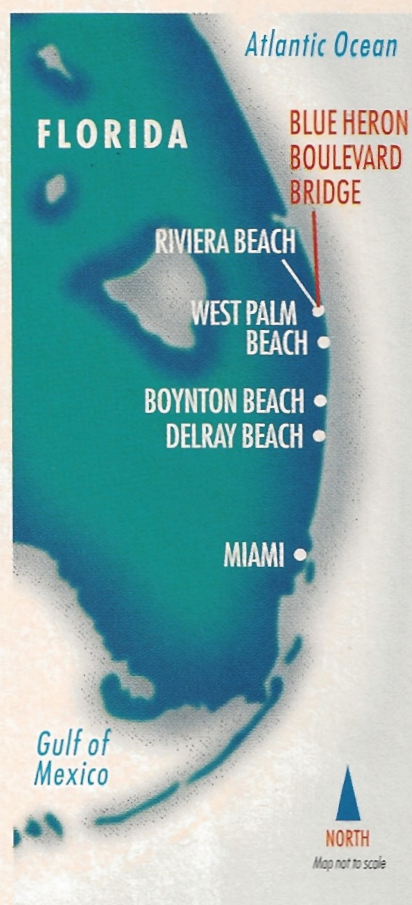 Atlantic Ocean
FLORIDA
BLUE HERON
BOULEVARD
BRIDGE
RIVIERA BEACH
WEST PALM
BEACH
BOYNTON BEACH
DELRAY BEACH
MIAMI
Gulf of
Mexico
NORTH
Map not to scale